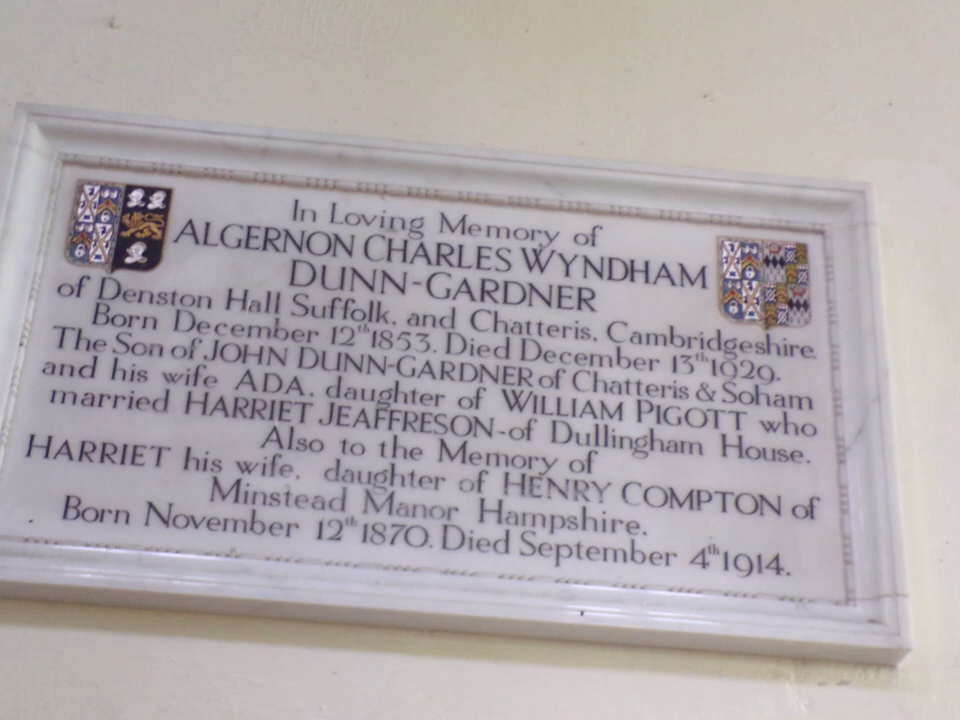 In Loving Memory of
ALGERNON CHARLES WYNDHAM
DUNN-GARDNER
of Denston Hall Suffolk, and Chatteris, Cambridgeshire.
Born December 12th 1853. Died December 13th 1929.
The Son of JOHN DUNN-GARDNER of Chatteris & Soham
and his wife ADA, daughter of WILLIAM PIGOTT who
married HARRIET JEAFFRESON-of Dullingham House.
Also to the Memory of
HARRIET his wife, daughter of HENRY COMPTON of
Minstead Manor Hampshire.
Born November 12th 1870. Died September 4th 1914.